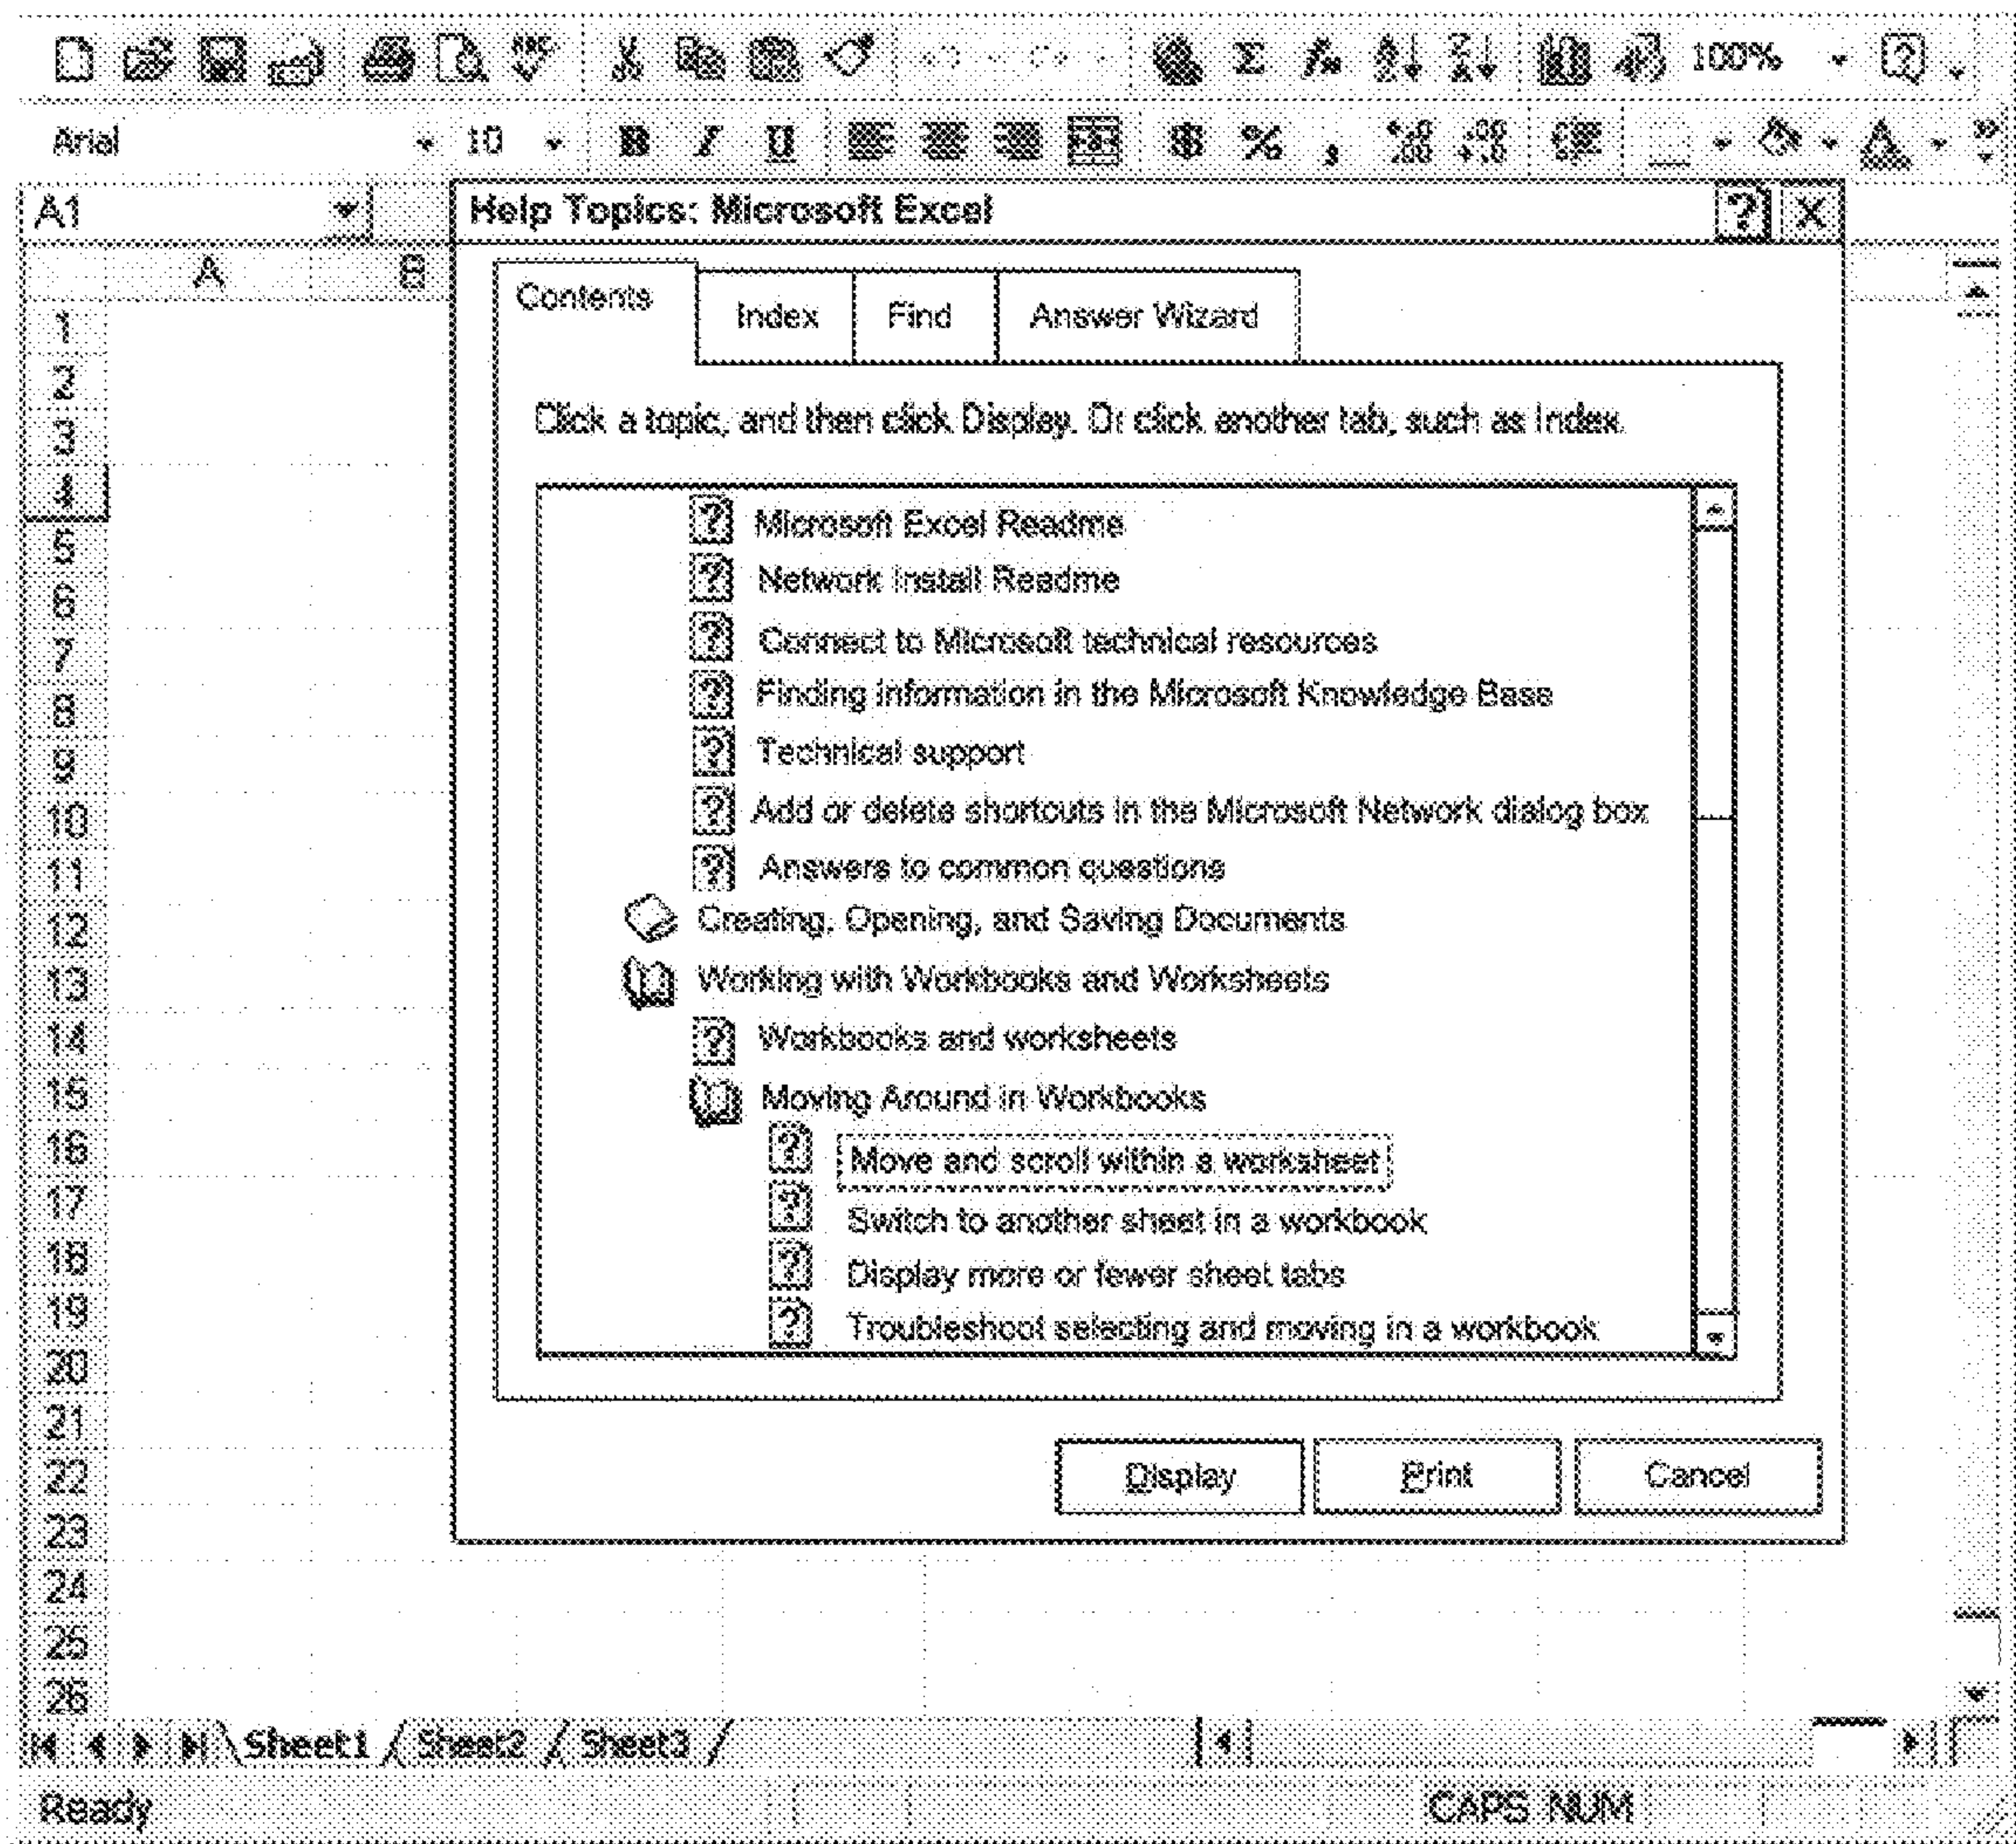 100%
Arial 10 B I U $ % ,
A1
Help Topics: Microsoft Excel
A B
Contents Index Find Answer Wizard
Click a topic, and then click Display. Or click another tab, such as Index.
1
2
3
4
5
6
7
8
9
10
11
12
13
14
15
16
17
18
19
20
21
22
23
24
25
26
Microsoft Excel Readme
Network Install Readme
Connect to Microsoft technical resources
Finding information in the Microsoft Knowledge Base
Technical support
Add or delete shortcuts in the Microsoft Network dialog box
Answers to common questions
Creating, Opening, and Saving Documents
Working with Workbooks and Worksheets
Workbooks and worksheets
Moving Around in Workbooks
Move and scroll within a worksheet
Switch to another sheet in a workbook
Display more or fewer sheet tabs
Troubleshoot selecting and moving in a workbook
Display Print Cancel
Sheet1 Sheet2 Sheet3
Ready CAPS NUM